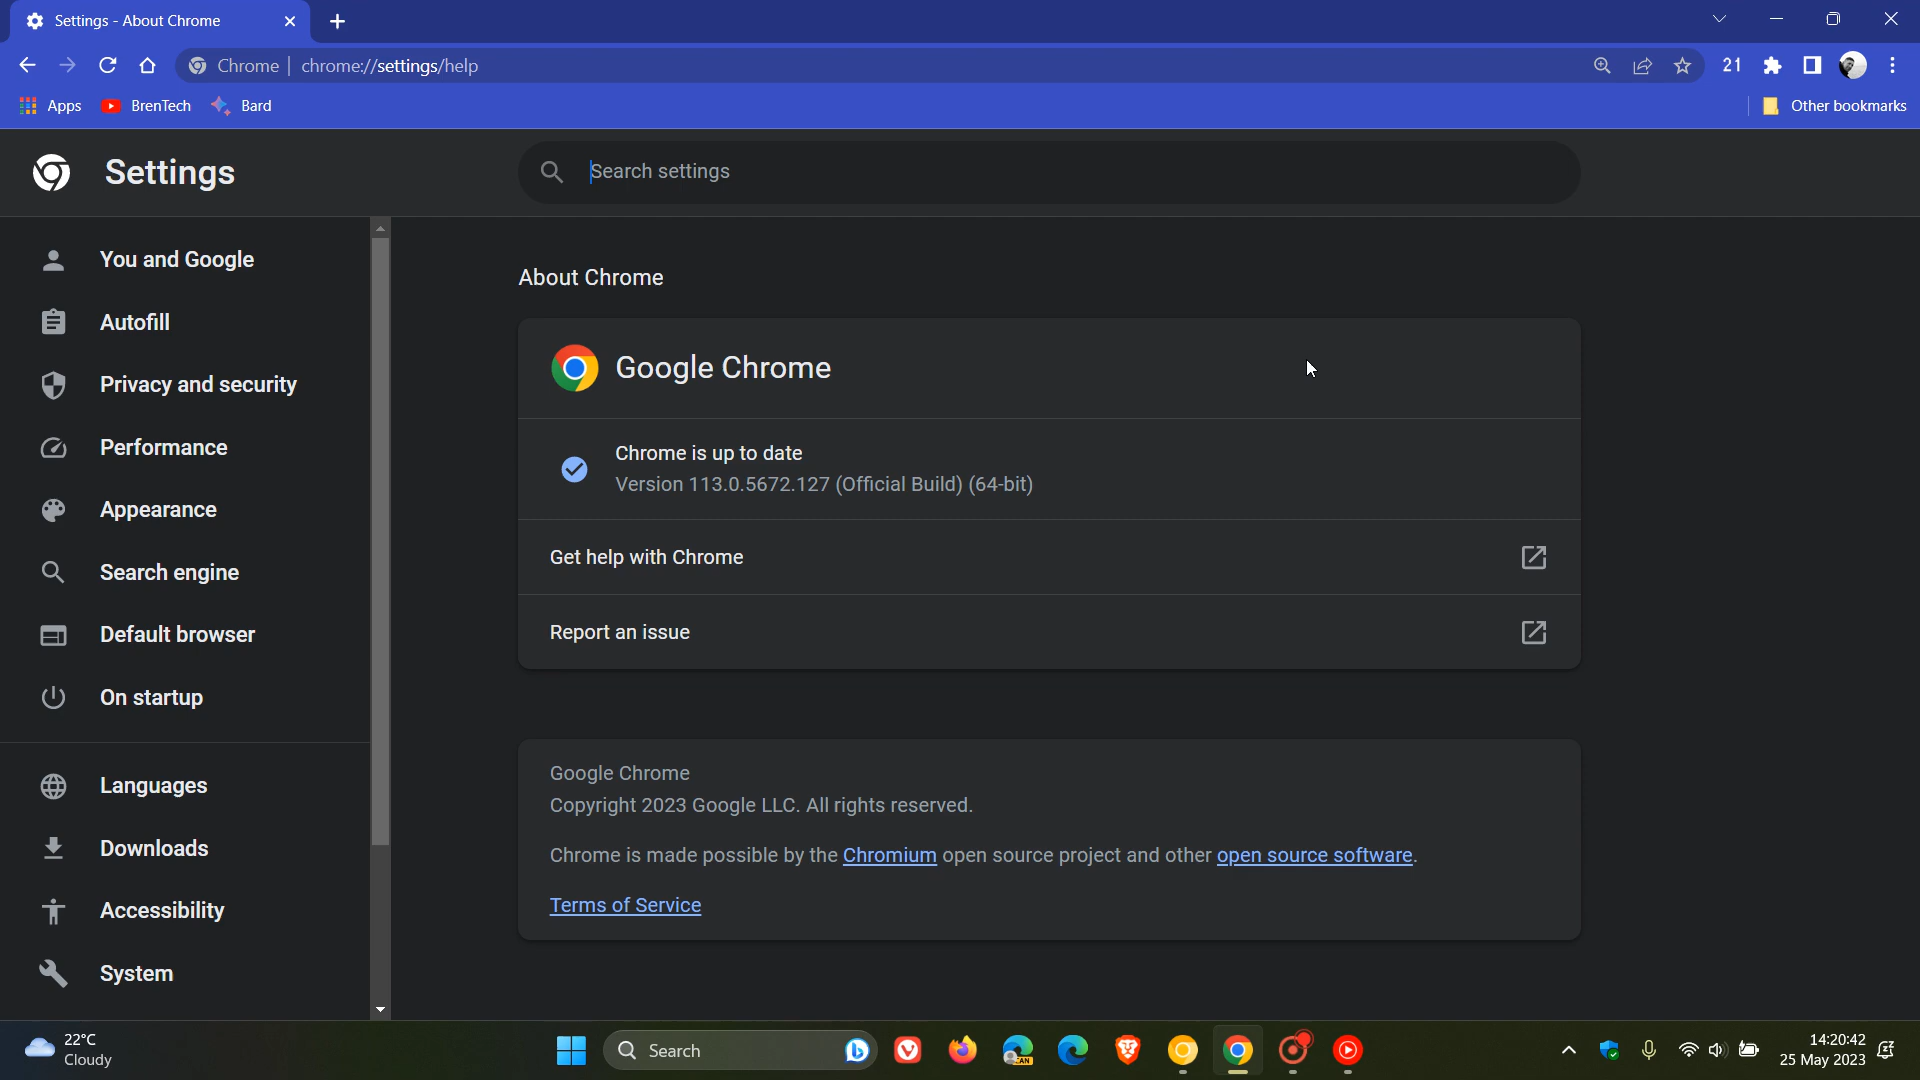 Settings - About Chrome
Chrome | chrome://settings/help
21
Apps
BrenTech
Bard
Other bookmarks
Settings
Search settings
You and Google
Autofill
Privacy and security
Performance
Appearance
Search engine
Default browser
On startup
Languages
Downloads
Accessibility
System
About Chrome
Google Chrome
Chrome is up to date
Version 113.0.5672.127 (Official Build) (64-bit)
Get help with Chrome
Report an issue
Google Chrome
Copyright 2023 Google LLC. All rights reserved.
Chrome is made possible by the Chromium open source project and other open source software.
Terms of Service
22°C
Cloudy
Search
CAN
14:20:42
25 May 2023